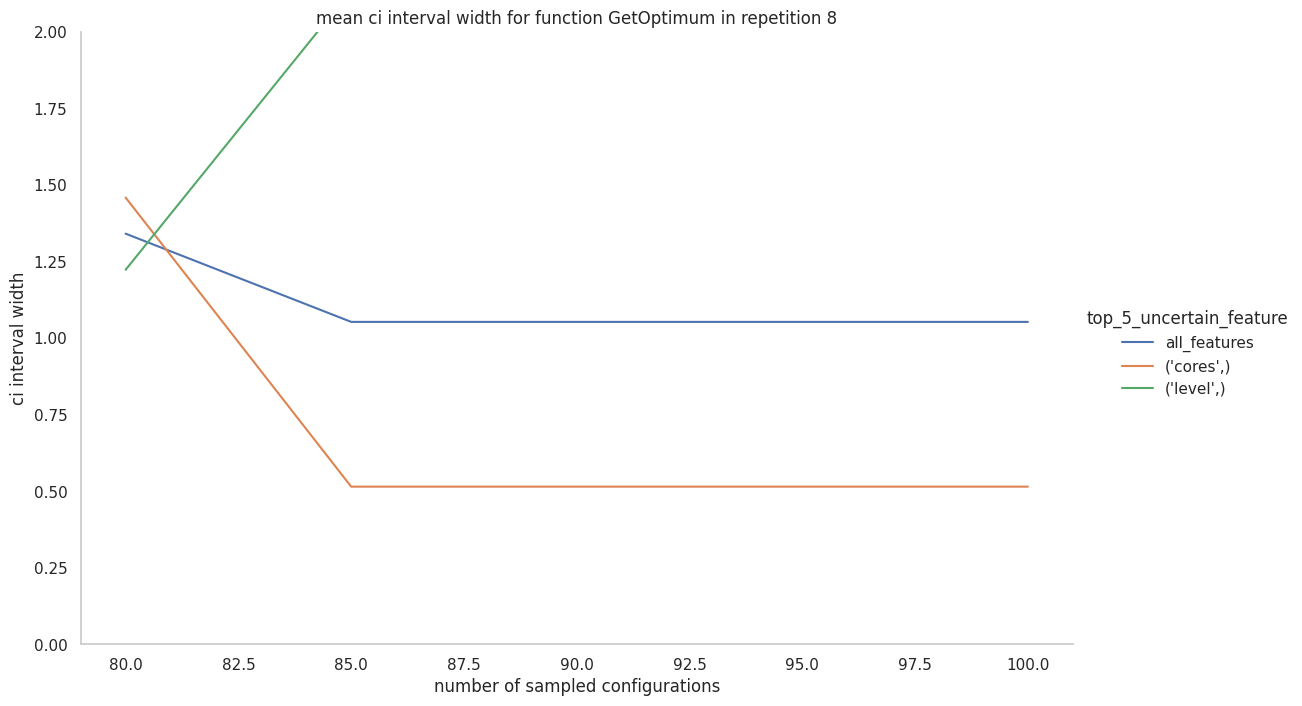 mean ci interval width for function GetOptimum in repetition 8
2.00
1.75
1.50
1.25
1.00
0.75
0.50
0.25
0.00
ci interval width
80.0 82.5 85.0 87.5 90.0 92.5 95.0 97.5 100.0
number of sampled configurations
top_5_uncertain_feature
all_features
('cores',)
('level',)